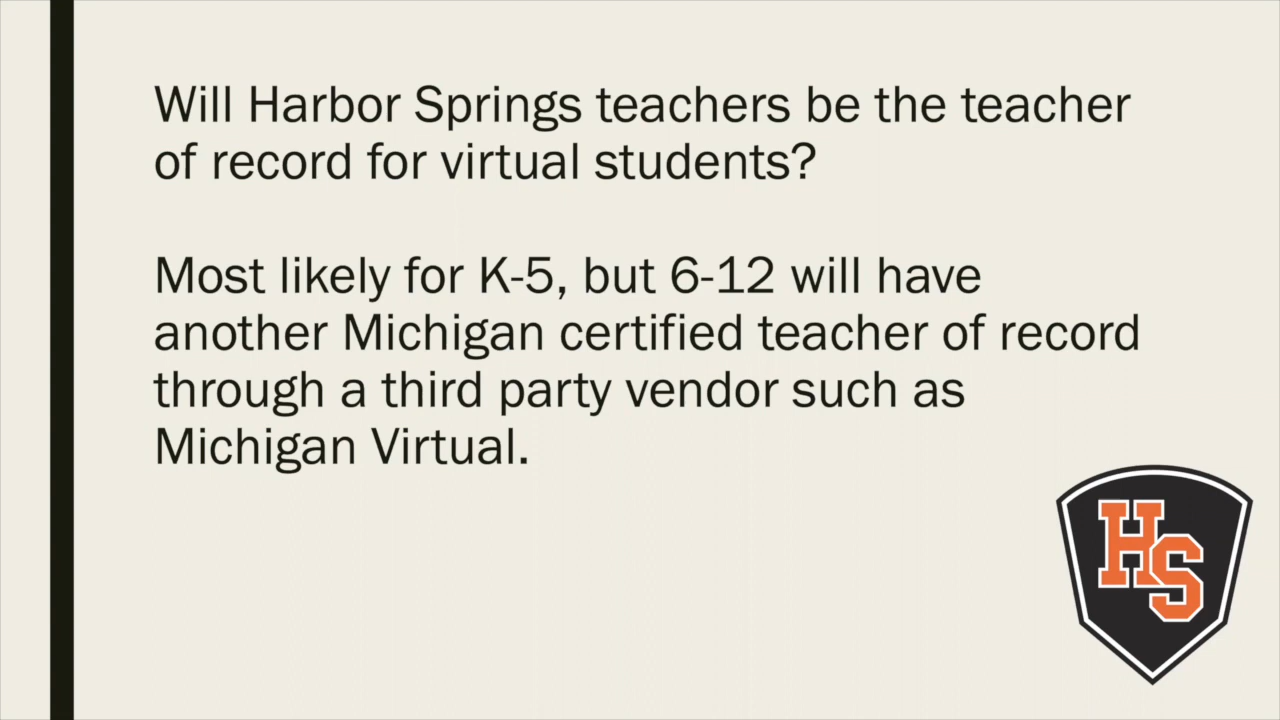 Will Harbor Springs teachers be the teacher
of record for virtual students?
Most likely for K-5, but 6-12 will have
another Michigan certified teacher of record
through a third party vendor such as
Michigan Virtual.
HS